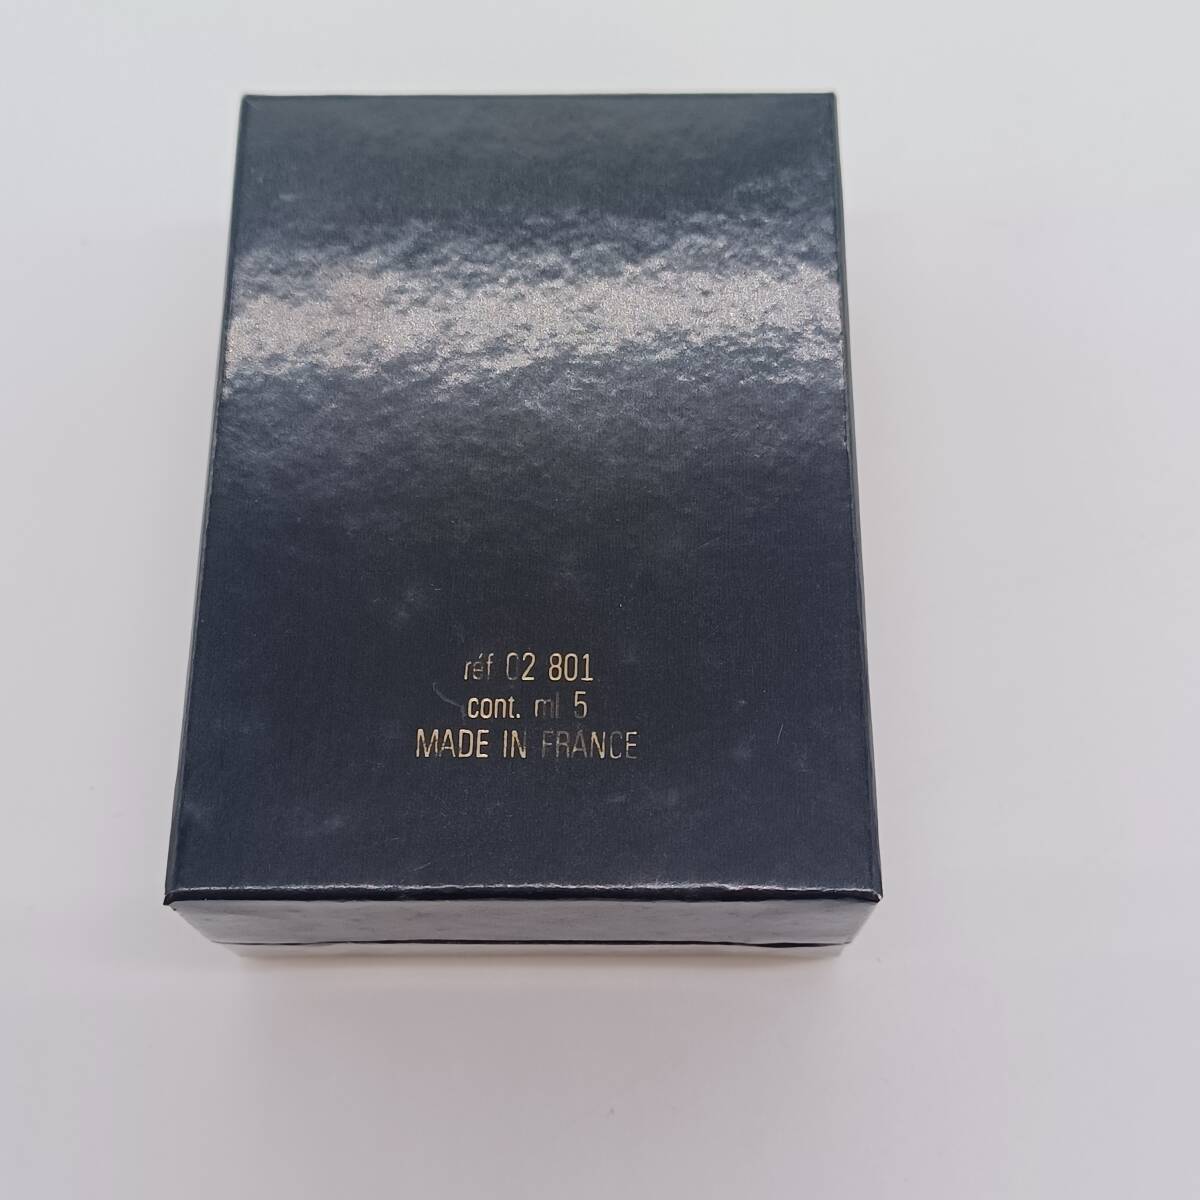 réf 02 801
cont. ml 5
MADE IN FRANCE